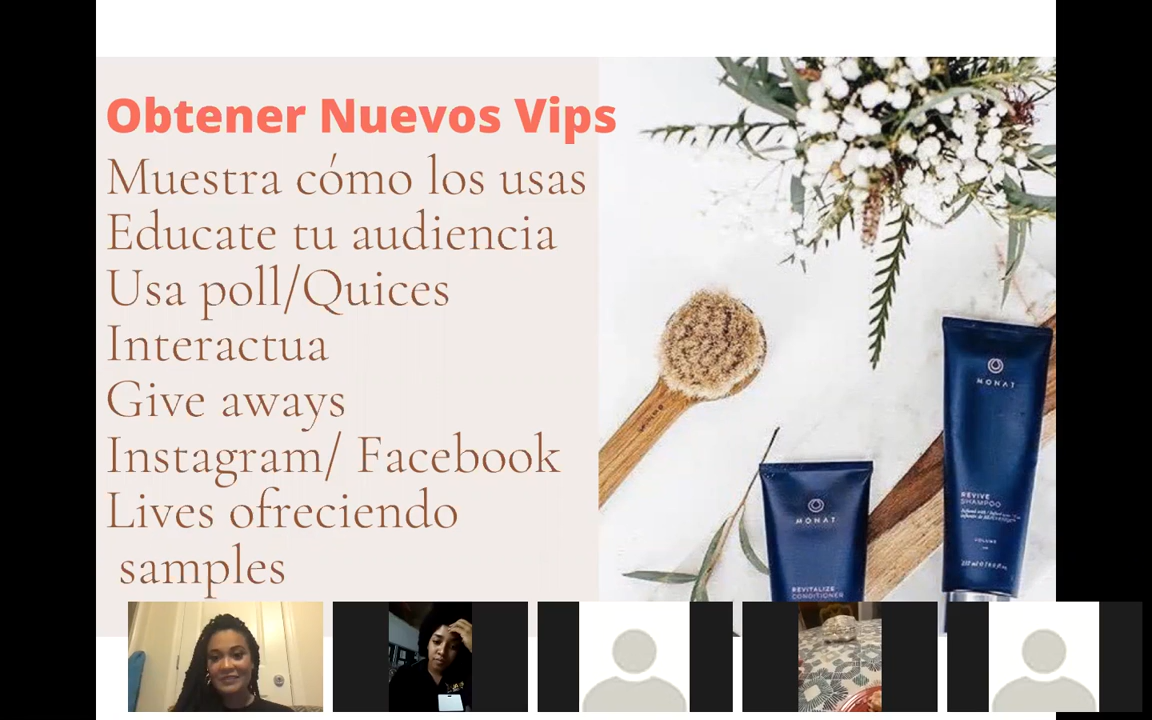 Obtener Nuevos Vips
Muestra cómo los usas
Educate tu audiencia
Usa poll/Quices
Interactua
Give aways
Instagram/ Facebook
Lives ofreciendo
samples
MONAT
REVIVE
SHAMPOO
VOLUME
MONAT
REVITALIZE
CONDITIONER